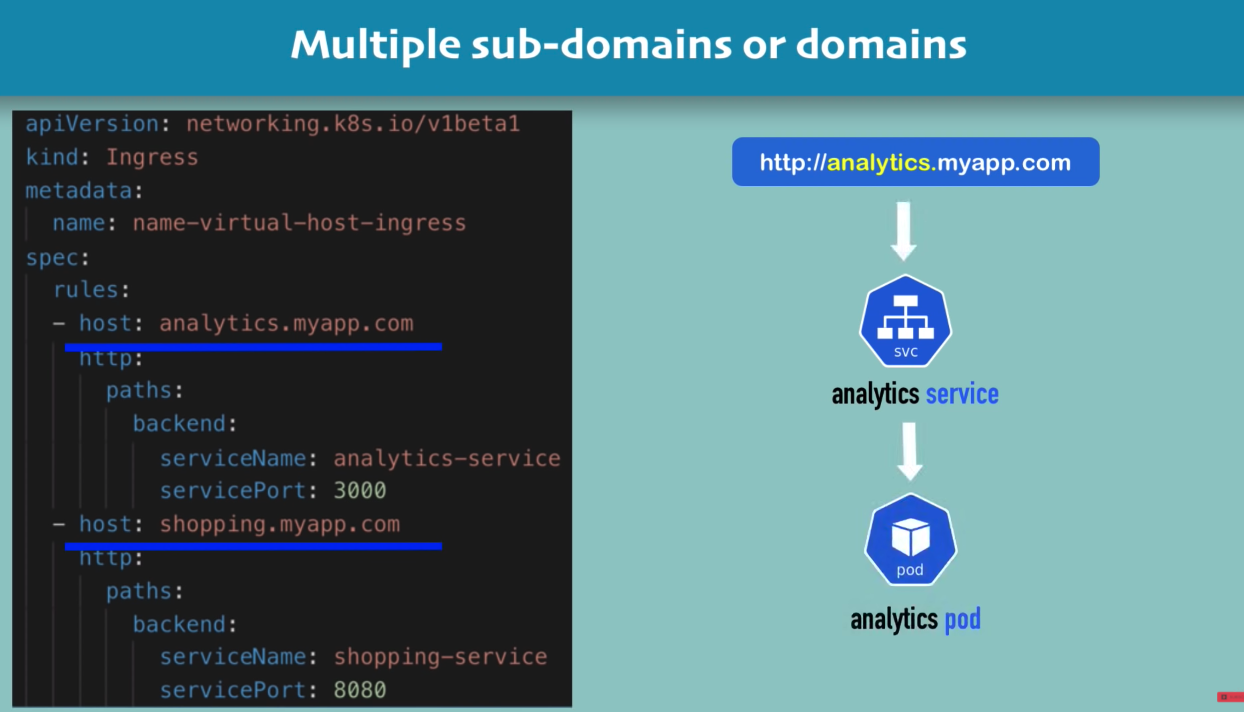 Multiple sub-domains or domains
apiVersion: networking.k8s.io/v1beta1
kind: Ingress
metadata:
  name: name-virtual-host-ingress
spec:
  rules:
  - host: analytics.myapp.com
    http:
      paths:
        backend:
          serviceName: analytics-service
          servicePort: 3000
  - host: shopping.myapp.com
    http:
      paths:
        backend:
          serviceName: shopping-service
          servicePort: 8080
http://analytics.myapp.com
svc
analytics service
pod
analytics pod